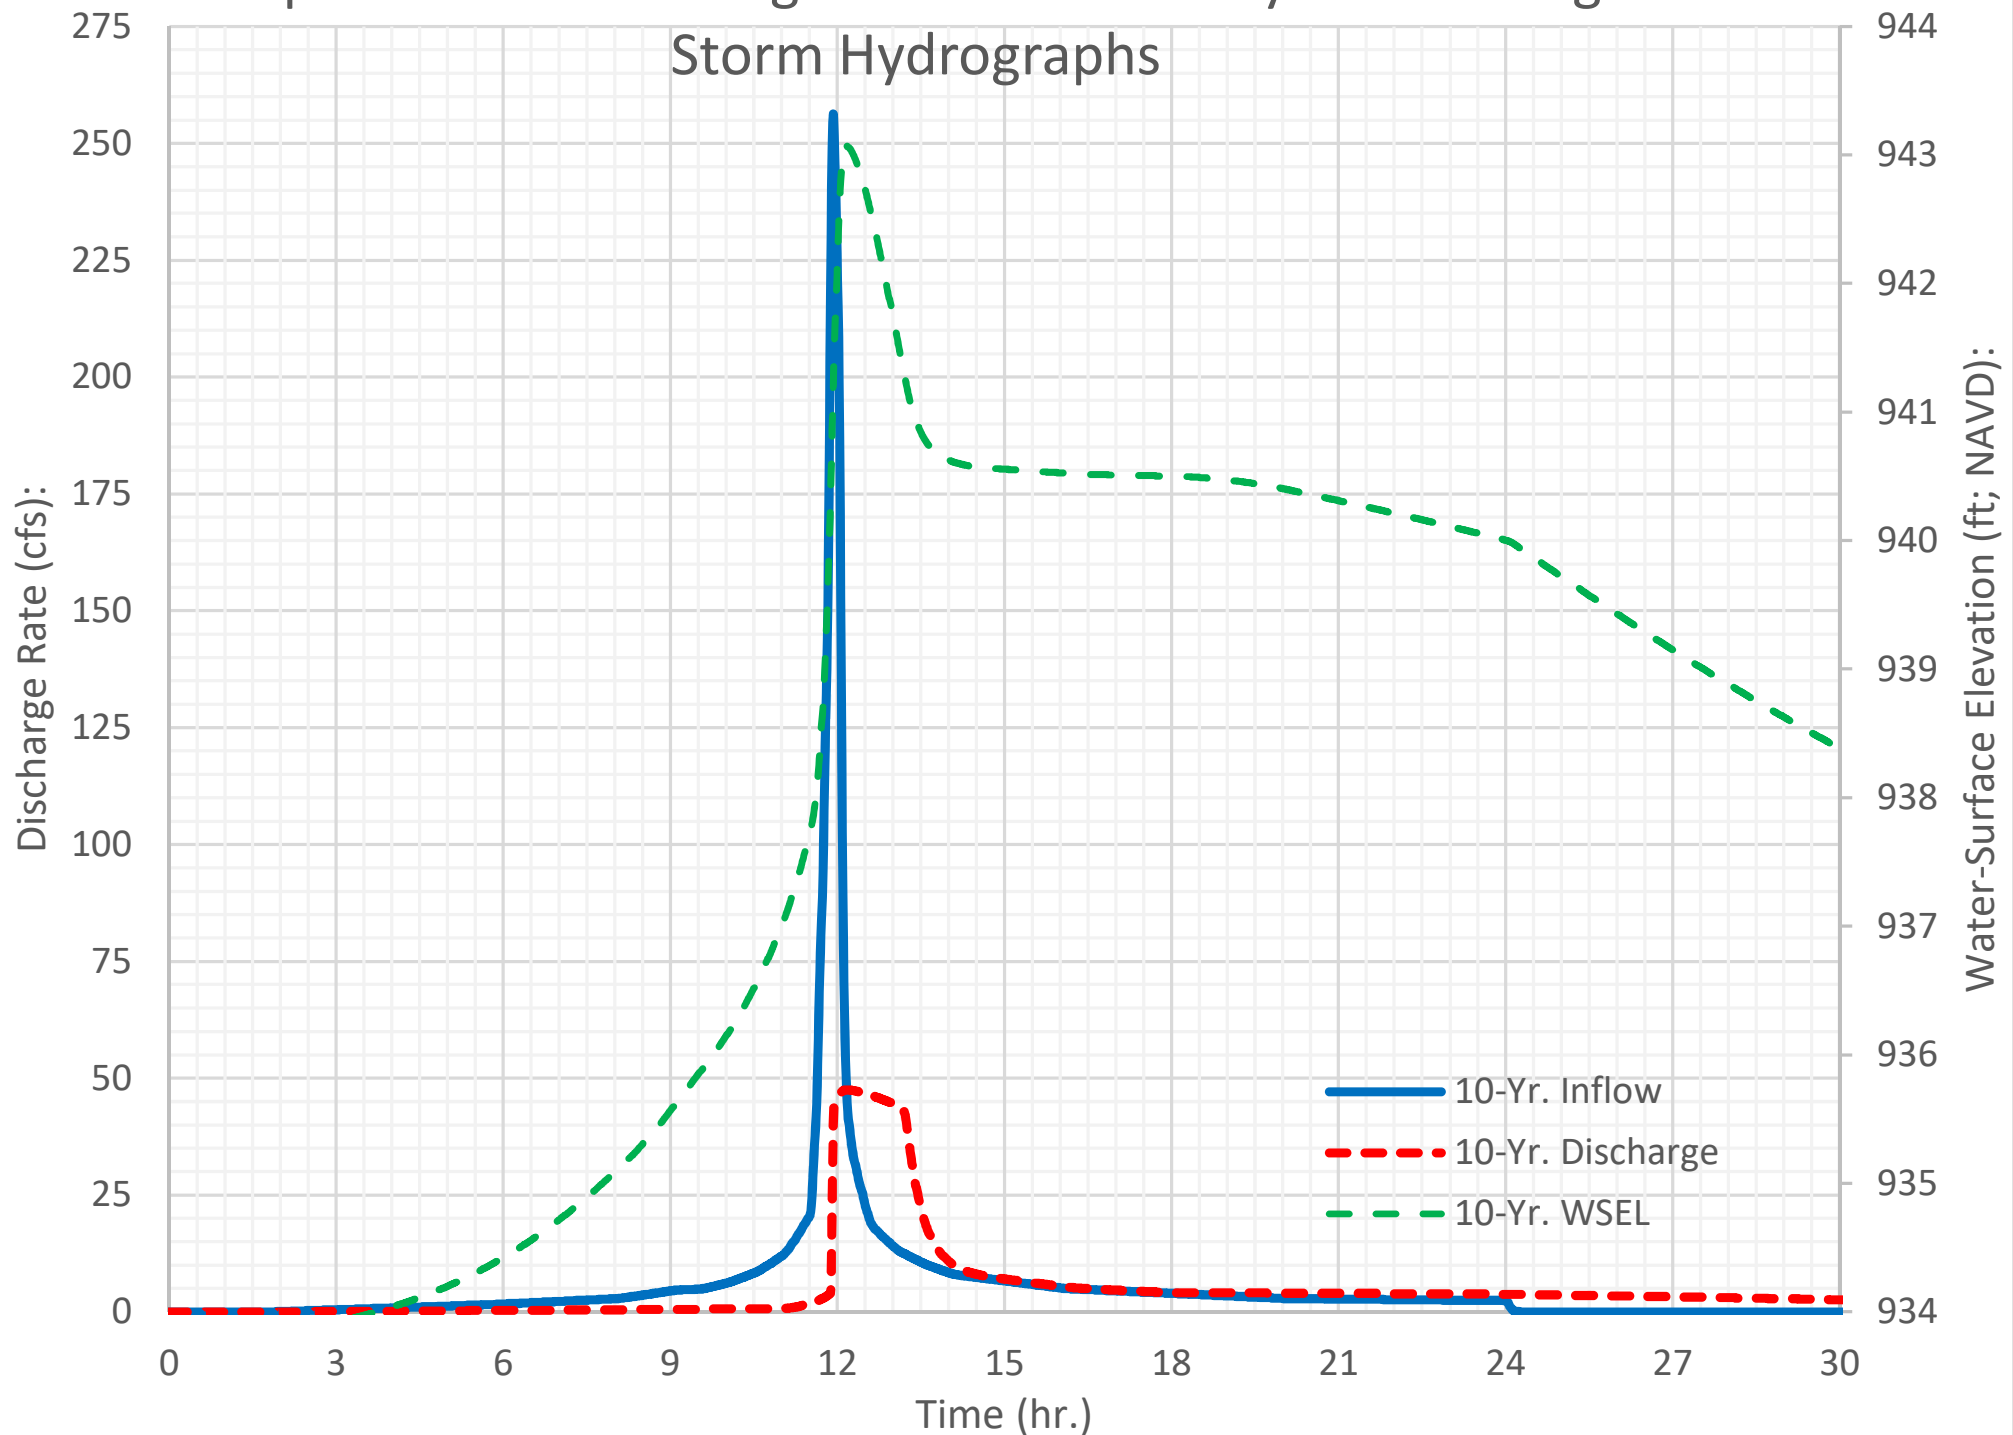 Storm Hydrographs
275
250
225
200
175
150
125
100
75
50
25
0
Discharge Rate (cfs):
944
943
942
941
940
939
938
937
936
935
934
Water-Surface Elevation (ft; NAVD):
10-Yr. Inflow
10-Yr. Discharge
10-Yr. WSEL
0 3 6 9 12 15 18 21 24 27 30
Time (hr.)